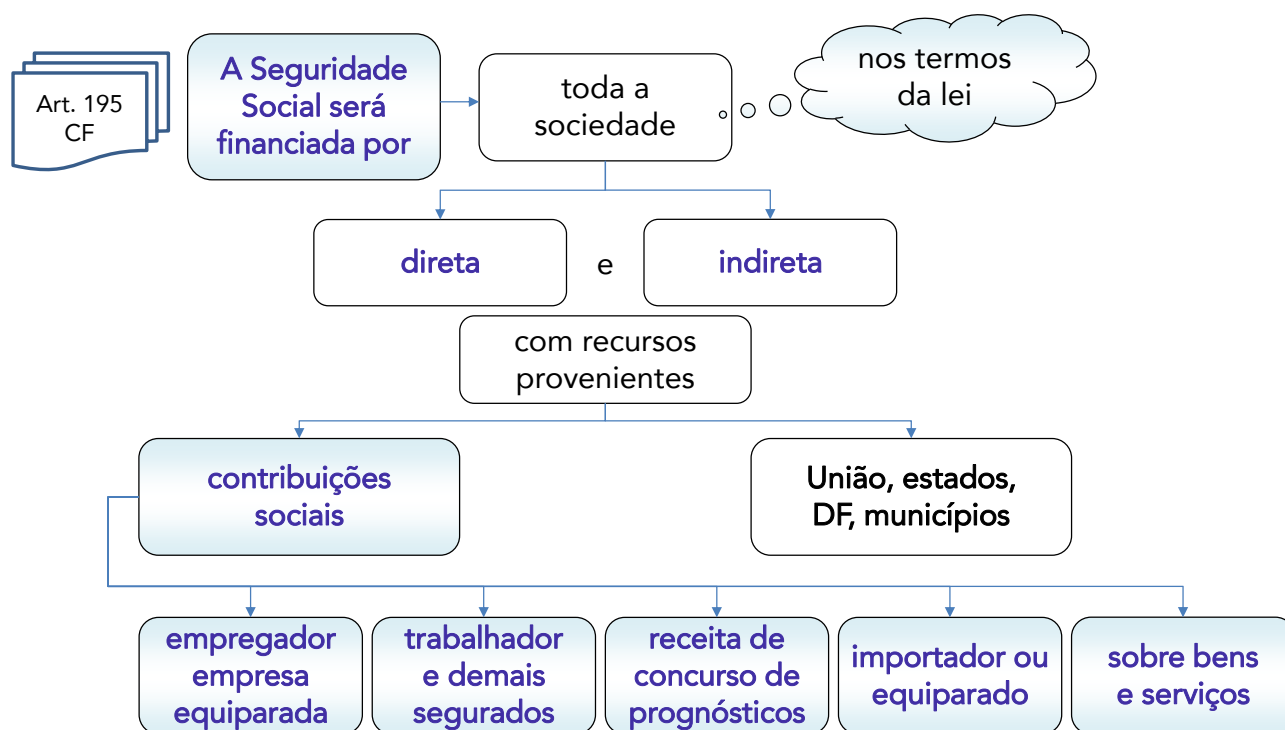 Art. 195
CF
A Seguridade
Social será
financiada por
toda a
sociedade
nos termos
da lei
direta
e
indireta
com recursos
provenientes
contribuições
sociais
União, estados,
DF, municípios
empregador
empresa
equiparada
trabalhador
e demais
segurados
receita de
concurso de
prognósticos
importador ou
equiparado
sobre bens
e serviços